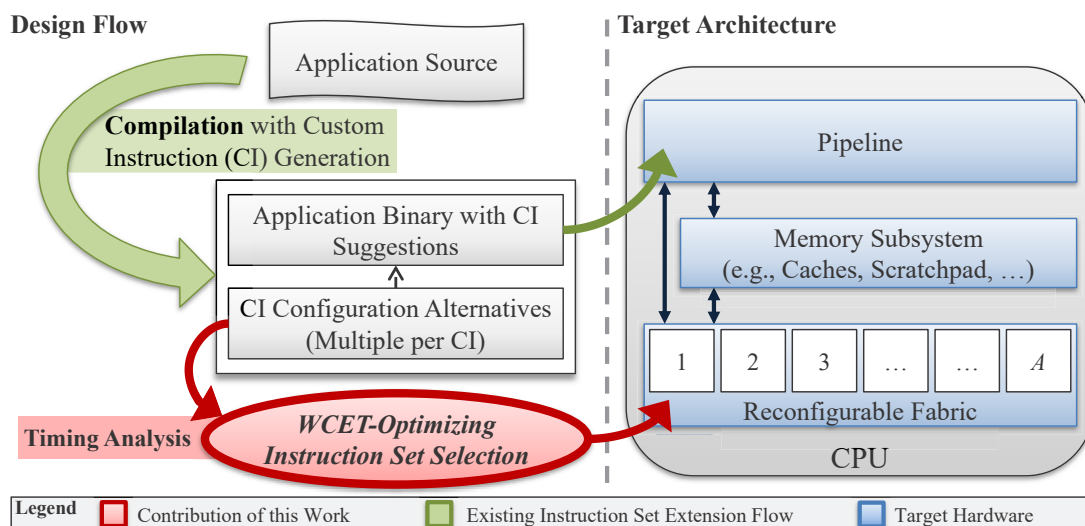 Design Flow
Application Source
Compilation with Custom
Instruction (CI) Generation
Application Binary with CI
Suggestions
CI Configuration Alternatives
(Multiple per CI)
Timing Analysis
WCET-Optimizing
Instruction Set Selection
Target Architecture
Pipeline
Memory Subsystem
(e.g., Caches, Scratchpad, …)
1 2 3 … … A
Reconfigurable Fabric
CPU
Legend Contribution of this Work Existing Instruction Set Extension Flow Target Hardware